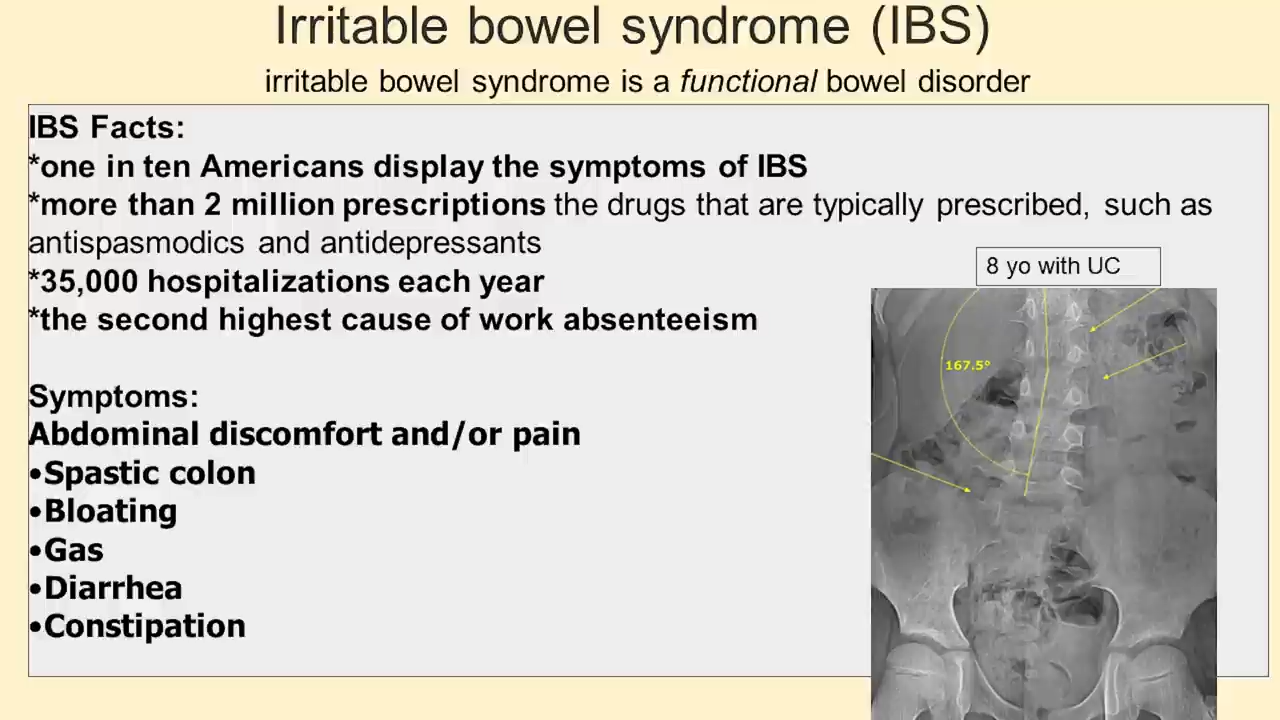 Irritable bowel syndrome (IBS)
irritable bowel syndrome is a functional bowel disorder
IBS Facts:
*one in ten Americans display the symptoms of IBS
*more than 2 million prescriptions the drugs that are typically prescribed, such as
antispasmodics and antidepressants
*35,000 hospitalizations each year
*the second highest cause of work absenteeism
8 yo with UC
167.5°
Symptoms:
Abdominal discomfort and/or pain
•Spastic colon
•Bloating
•Gas
•Diarrhea
•Constipation